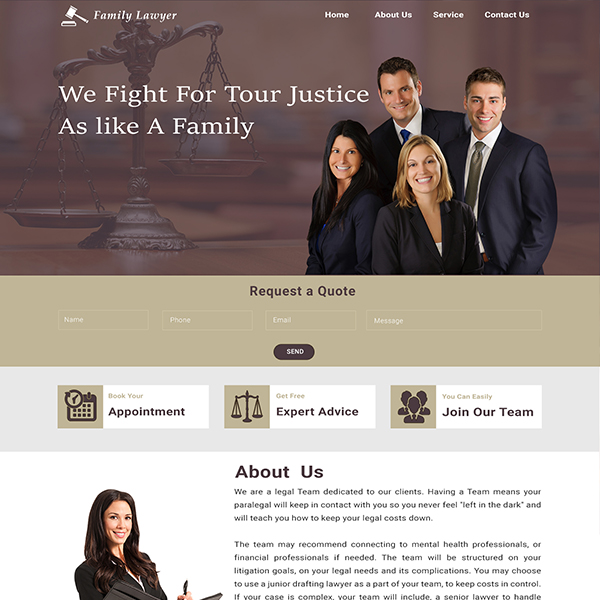 Family Lawyer
Home About Us Service Contact Us
We Fight For Tour Justice
As like A Family
Request a Quote
Name Phone Email Message
SEND
Book Your
Appointment
Get Free
Expert Advice
You Can Easily
Join Our Team
About Us
We are a legal Team dedicated to our clients. Having a Team means your
paralegal will keep in contact with you so you never feel "left in the dark" and
will teach you how to keep your legal costs down.
The team may recommend connecting to mental health professionals, or
financial professionals if needed. The team will be structured on your
litigation goals, on your legal needs and its complications. You may choose
to use a junior drafting lawyer as a part of your team, to keep costs in control.
If your case is complex, your team will include, a senior lawyer to handle